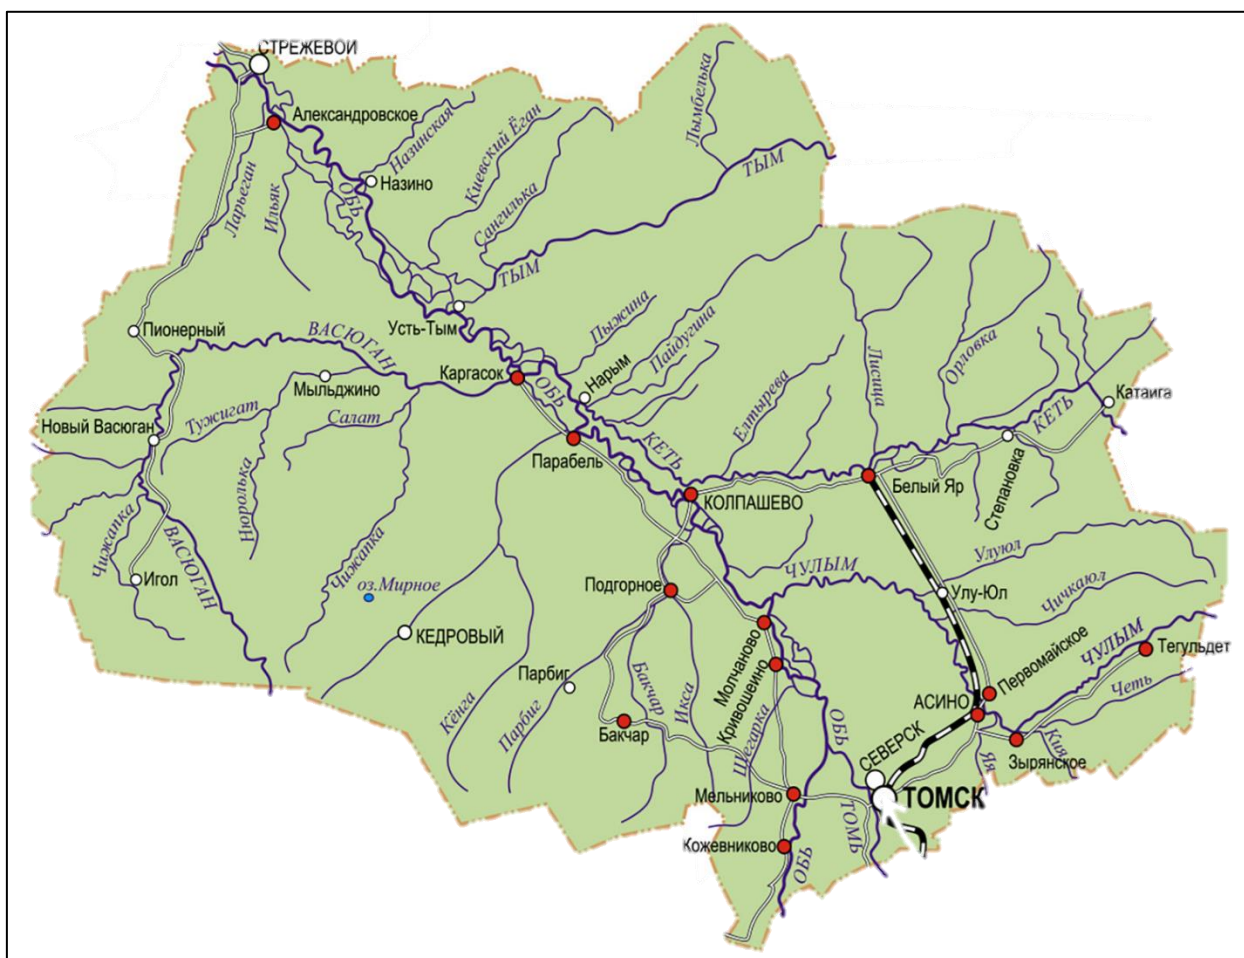 СТРЕЖЕВОЙ
Александровское
Лымбелька
Назинская
Киевский Ёган
ТЫМ
Назино
ОБЬ
Ларьеган
Ильяк
Сангилька
ТЫМ
Пионерный
Усть-Тым
Пыжина
ВАСЮГАН
Пайдугина
Лисица
Орловка
Каргасок
Мыльджино
ОБЬ
Нарым
Катайга
Новый Васюган
Тужигат
Салат
Елтырева
КЕТЬ
Парабель
КЕТЬ
Белый Яр
Степановка
КОЛПАШЕВО
Нюролька
Чижапка
ВАСЮГАН
Чижапка
Игол
оз.Мирное
Подгорное
ЧУЛЫМ
Улуюл
Улу-Юл
Чичкаюл
КЕДРОВЫЙ
Молчаново
Первомайское
ЧУЛЫМ
Тегульдет
Парбиг
Бакчар
Икса
Кривошеино
Четь
АСИНО
Кёнга
Парбиг
Бакчар
Шегарка
ОБЬ
СЕВЕРСК
Кия
Зырянское
Яя
Мельниково
ТОМСК
ТОМЬ
Кожевниково
ОБЬ